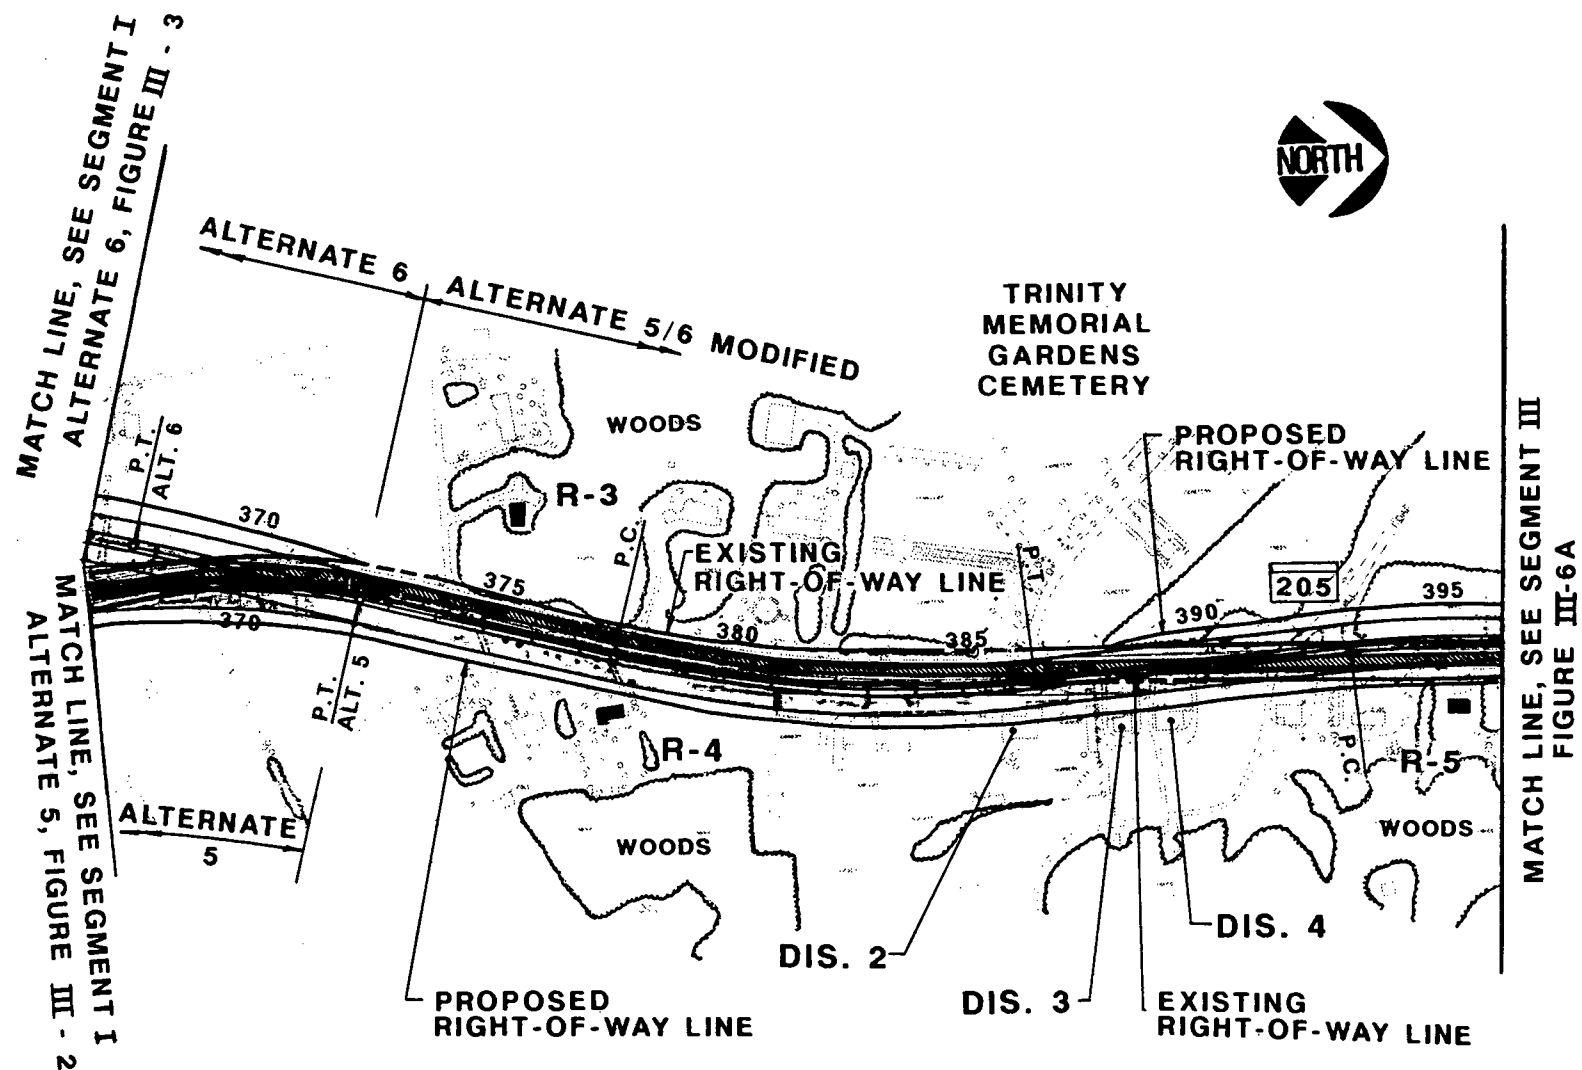 MATCH LINE, SEE SEGMENT I
ALTERNATE 6, FIGURE III - 3
NORTH
ALTERNATE 6
ALTERNATE 5/6 MODIFIED
TRINITY
MEMORIAL
GARDENS
CEMETERY
WOODS
PROPOSED
RIGHT-OF-WAY LINE
P.T.
ALT. 6
R-3
370
P.C.
EXISTING
RIGHT-OF-WAY LINE
P.T.
375
205
395
390
380
385
370
MATCH LINE, SEE SEGMENT III
FIGURE III-6A
P.T.
ALT. 5
R-4
P.C.
R-5
ALTERNATE
5
WOODS
WOODS
MATCH LINE, SEE SEGMENT I
ALTERNATE 5, FIGURE III - 2
DIS. 2
DIS. 4
DIS. 3
PROPOSED
RIGHT-OF-WAY LINE
EXISTING
RIGHT-OF-WAY LINE